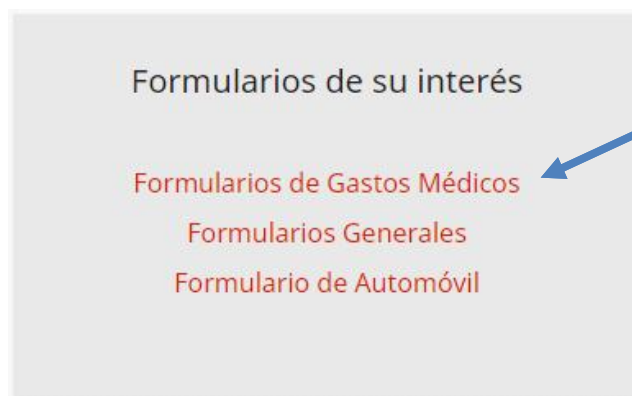 Formularios de su interés
Formularios de Gastos Médicos
Formularios Generales
Formulario de Automóvil